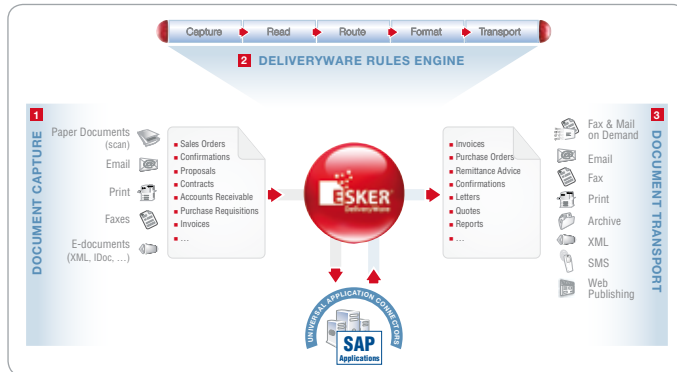 Capture
Read
Route
Format
Transport
2 DELIVERYWARE RULES ENGINE
1
DOCUMENT CAPTURE
Paper Documents
(scan)
Email
Print
Faxes
E-documents
(XML, IDoc, ...)
Sales Orders
Confirmations
Proposals
Contracts
Accounts Receivable
Purchase Requisitions
Invoices
...
ESKER
DeliveryWare
Invoices
Purchase Orders
Remittance Advice
Confirmations
Letters
Quotes
Reports
...
3
DOCUMENT TRANSPORT
Fax & Mail
on Demand
Email
Fax
Print
Archive
XML
SMS
Web
Publishing
UNIVERSAL APPLICATION CONNECTORS
SAP
Applications